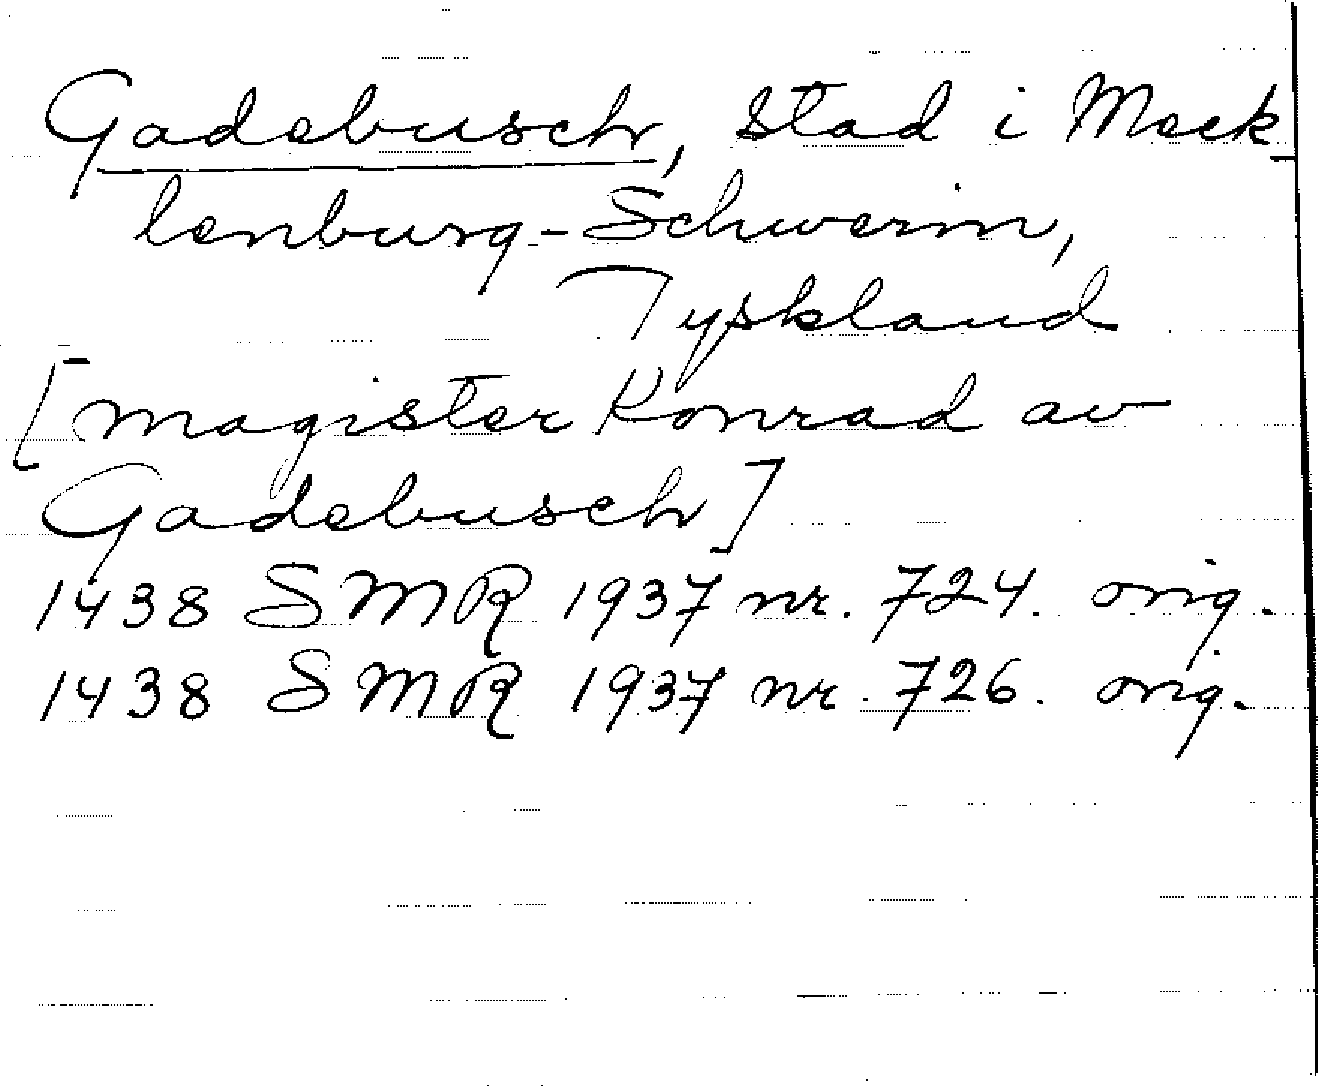 Gadebusch, stad i Meck-
lenburg-Schwerin,
Tyskland
[magister Konrad av
Gadebusch]
1438 SMR 1937 nr. 724. orig.
1438 SMR 1937 nr. 726. orig.